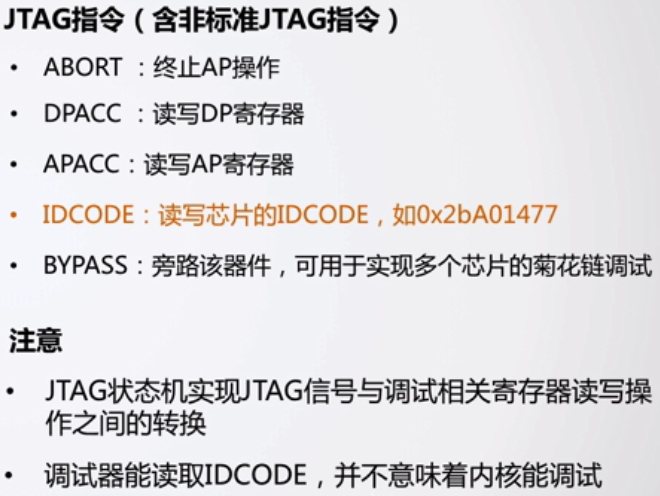 JTAG指令（含非标准JTAG指令）
• ABORT ：终止AP操作
• DPACC ：读写DP寄存器
• APACC：读写AP寄存器
• IDCODE：读写芯片的IDCODE，如0x2bA01477
• BYPASS：旁路该器件，可用于实现多个芯片的菊花链调试
注意
• JTAG状态机实现JTAG信号与调试相关寄存器读写操
作之间的转换
• 调试器能读取IDCODE，并不意味着内核能调试